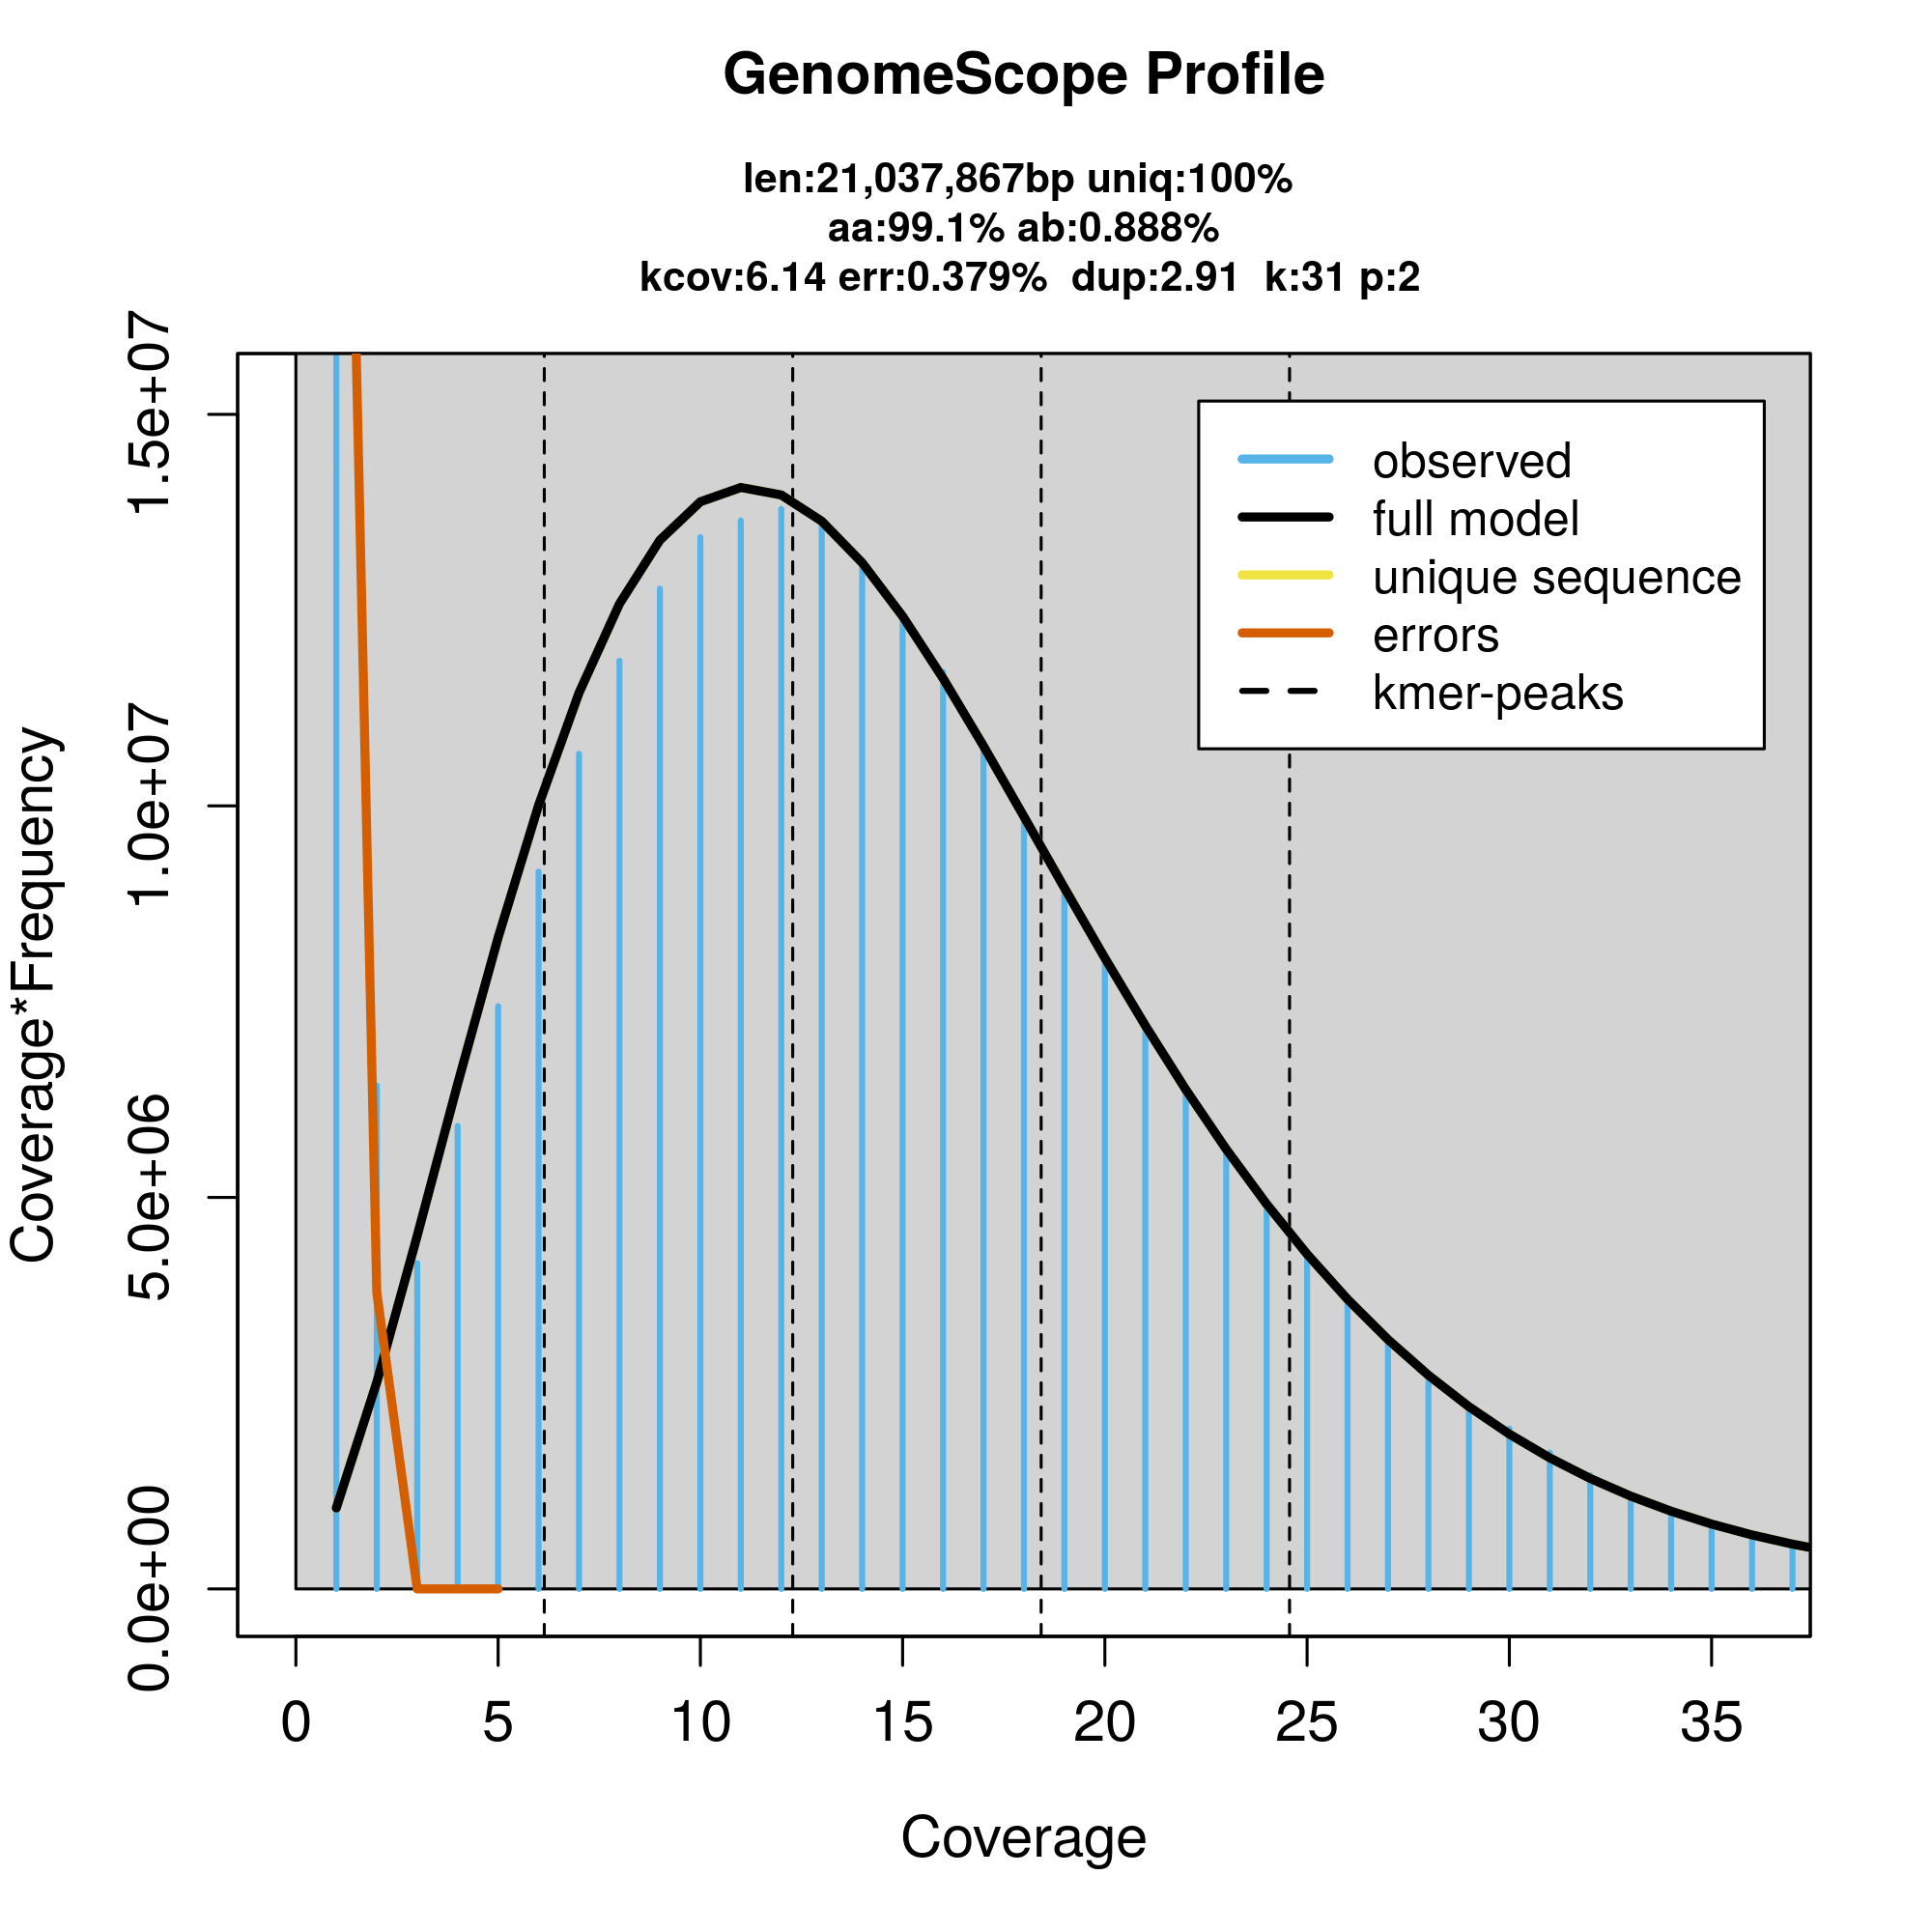 GenomeScope Profile
len:21,037,867bp uniq:100%
aa:99.1% ab:0.888%
kcov:6.14 err:0.379%  dup:2.91  k:31 p:2
1.5e+07
1.0e+07
5.0e+06
0.0e+00
Coverage*Frequency
observed
full model
unique sequence
errors
kmer-peaks
0 5 10 15 20 25 30 35
Coverage